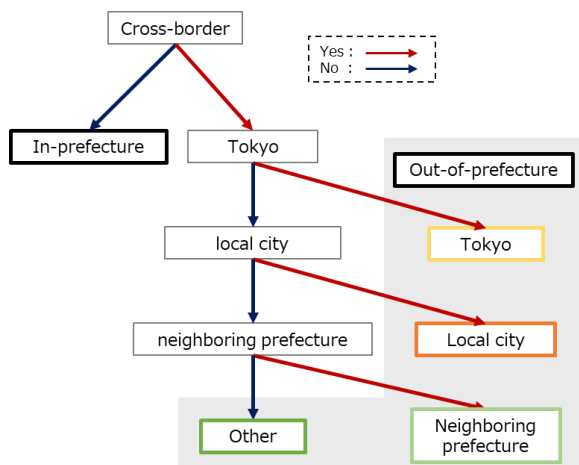 Cross-border
Yes :
No :
In-prefecture
Tokyo
Out-of-prefecture
local city
Tokyo
neighboring prefecture
Local city
Other
Neighboring
prefecture